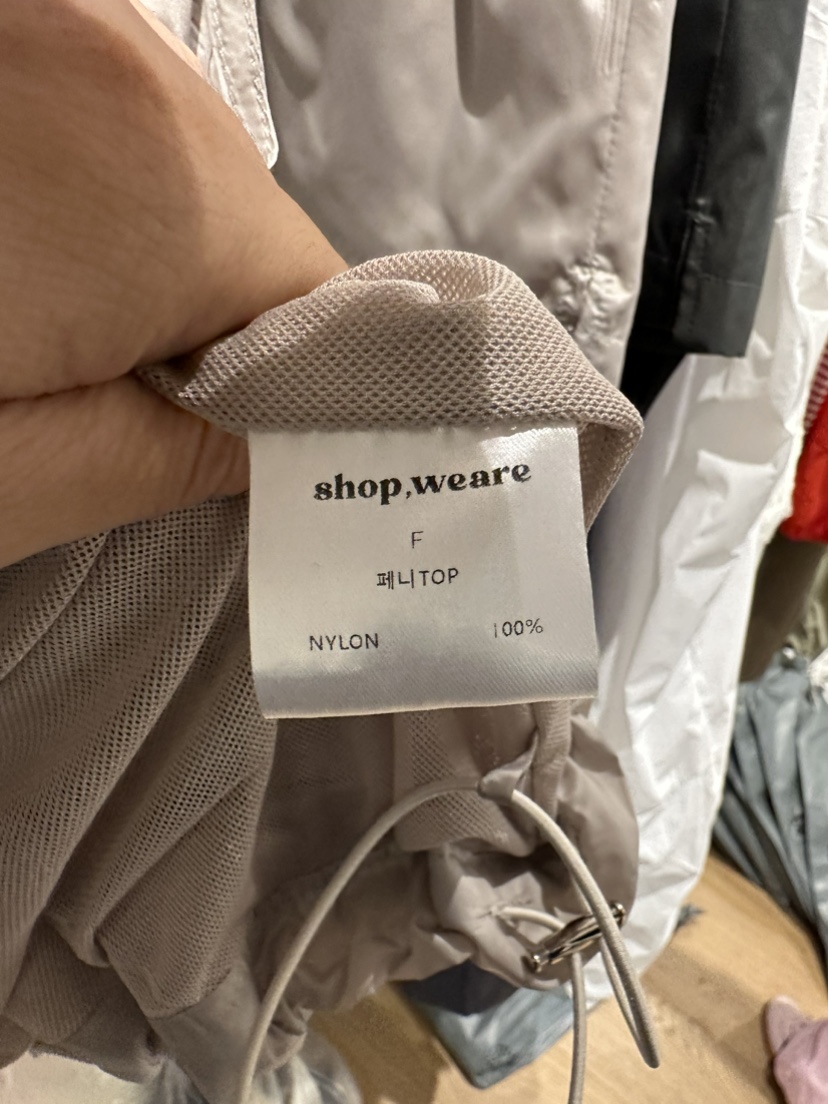 shop,weare
F
페니TOP
NYLON 100%